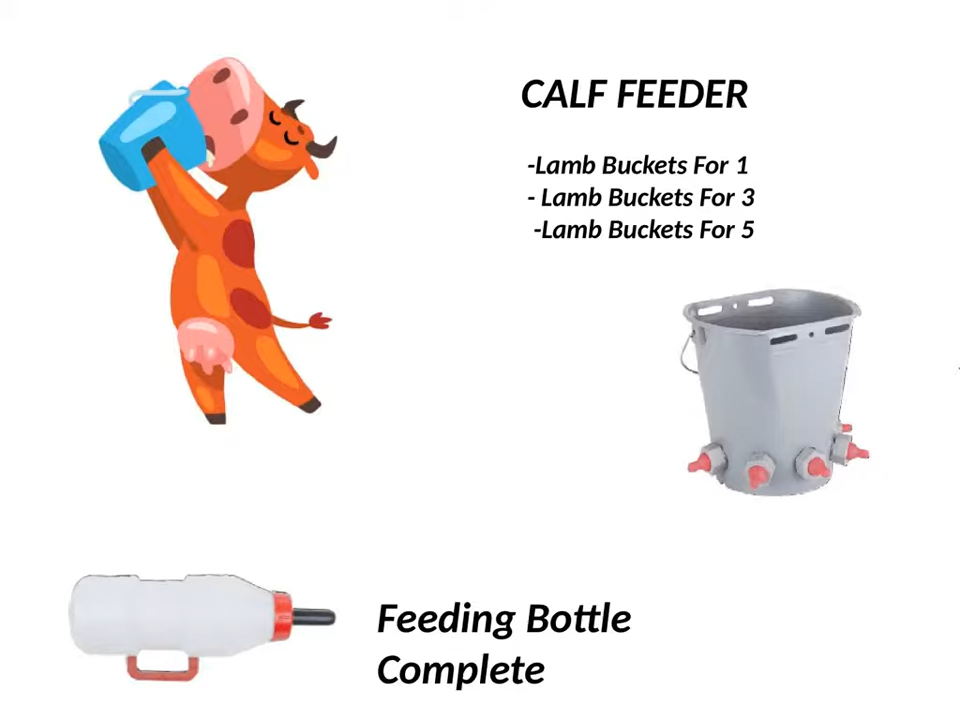 CALF FEEDER
-Lamb Buckets For 1
- Lamb Buckets For 3
-Lamb Buckets For 5
Feeding Bottle
Complete